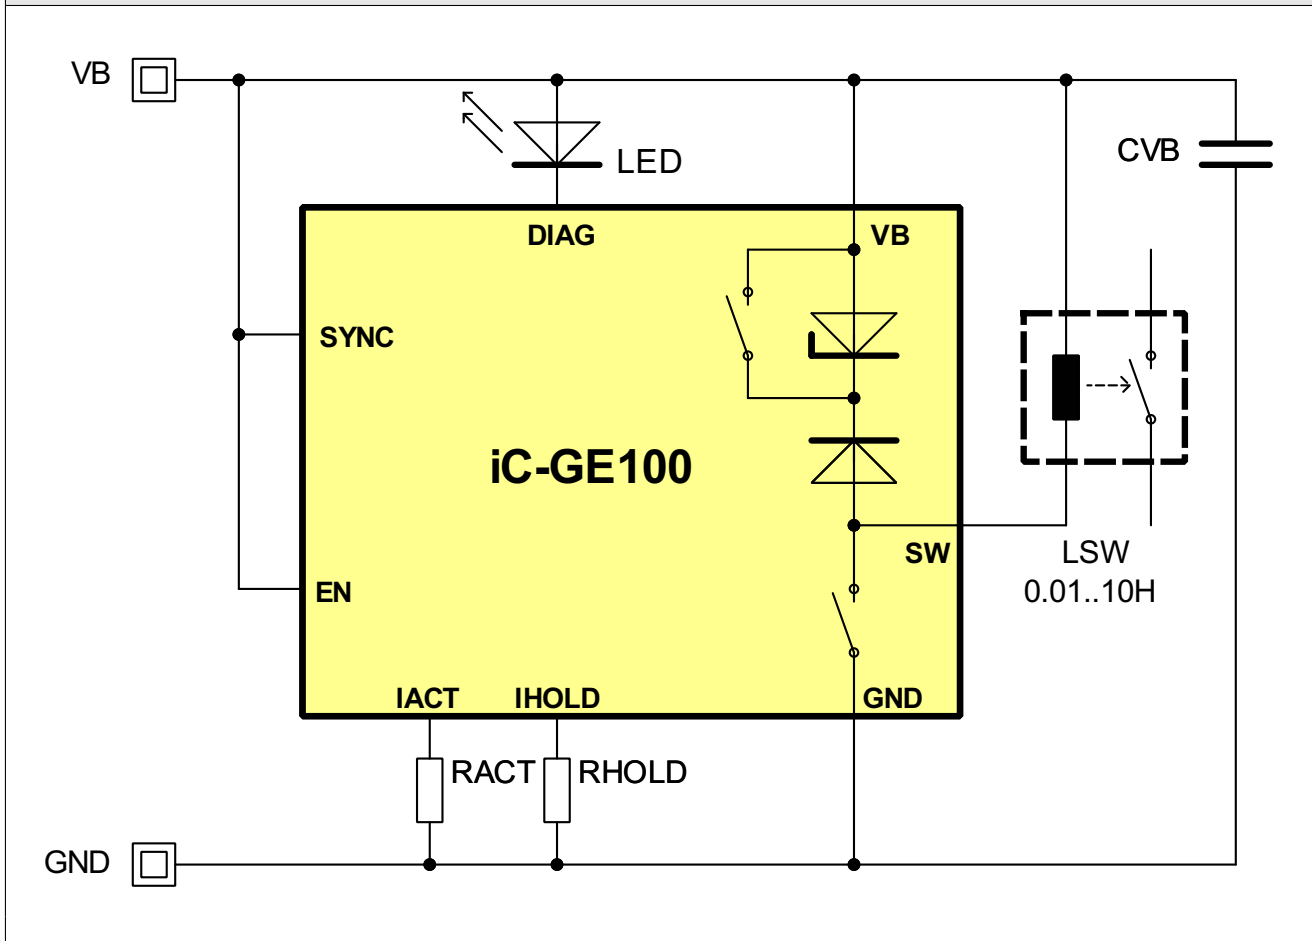 VB
LED
CVB
DIAG
VB
SYNC
iC-GE100
SW
LSW
0.01..10H
EN
IACT
IHOLD
GND
RACT
RHOLD
GND